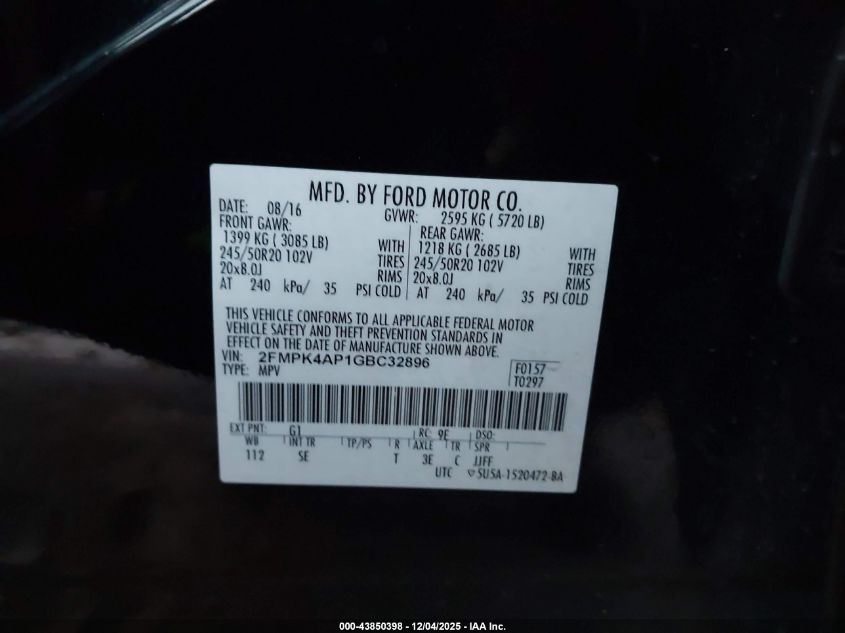 MFD. BY FORD MOTOR CO.
DATE: 08/16 GVWR: 2595 KG ( 5720 LB)
FRONT GAWR: REAR GAWR:
1399 KG ( 3085 LB) WITH 1218 KG ( 2685 LB) WITH
245/50R20 102V TIRES 245/50R20 102V TIRES
20x8.0J RIMS 20x8.0J RIMS
AT 240 kPa/ 35 PSI COLD AT 240 kPa/ 35 PSI COLD
THIS VEHICLE CONFORMS TO ALL APPLICABLE FEDERAL MOTOR
VEHICLE SAFETY AND THEFT PREVENTION STANDARDS IN
EFFECT ON THE DATE OF MANUFACTURE SHOWN ABOVE.
VIN: 2FMPK4AP1GBC32896 F0157
TYPE: MPV T0297
EXT PNT: G1 RC: 9E DSO:
WB INT TR TP/PS R AXLE TR SPR
112 SE T 3E C JJFF
UTC 5U5A-1520472-BA
000-43850398 - 12/04/2025 - IAA Inc.